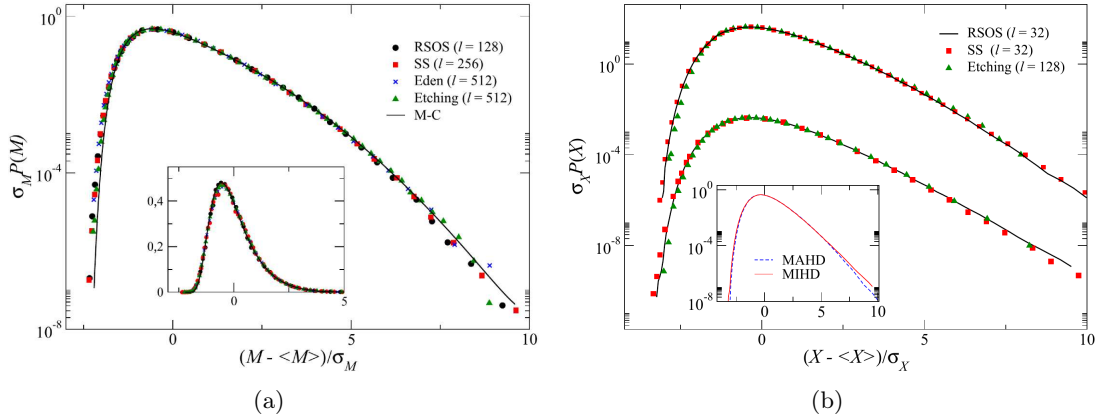 RSOS (l = 128)
SS (l = 256)
Eden (l = 512)
Etching (l = 512)
M-C
10^0
10^-4
10^-8
σ_M P(M)
0
5
(M - <M>)/σ_M
0,4
0,2
0
0
5
(a)
RSOS (l = 32)
SS (l = 32)
Etching (l = 128)
10^0
10^-4
10^-8
σ_X P(X)
-5
0
5
10
(X - <X>)/σ_X
10^0
10^-4
10^-8
MAHD
MIHD
0
5
10
(b)